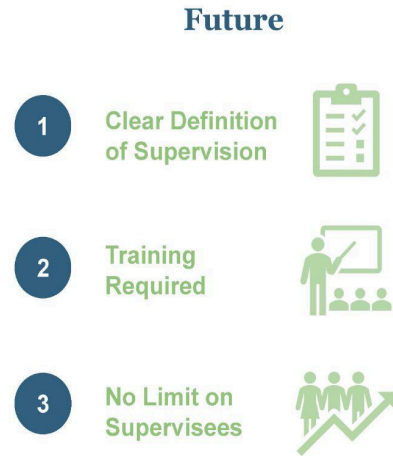 Future
1
Clear Definition
of Supervision
2
Training
Required
3
No Limit on
Supervisees